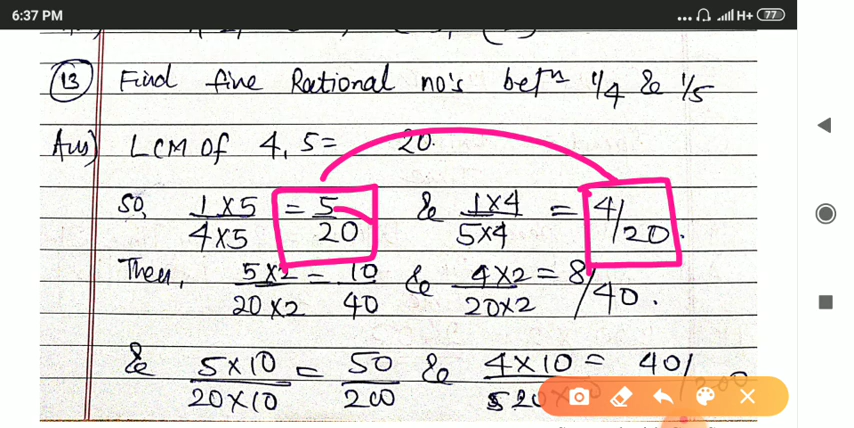 6:37 PM
H+ 77
13 Find five Rational no's betn 1/4 & 1/5
Ans) LCM of 4, 5 = 20.
So, 1 X 5 / 4 X 5 = 5 / 20 & 1 X 4 / 5 X 4 = 4/20.
Then, 5 X 2 / 20 X 2 = 10 / 40 & 4 X 2 / 20 X 2 = 8/40.
& 5 X 10 / 20 X 10 = 50 / 200 & 4 X 10 / 20 = 40/